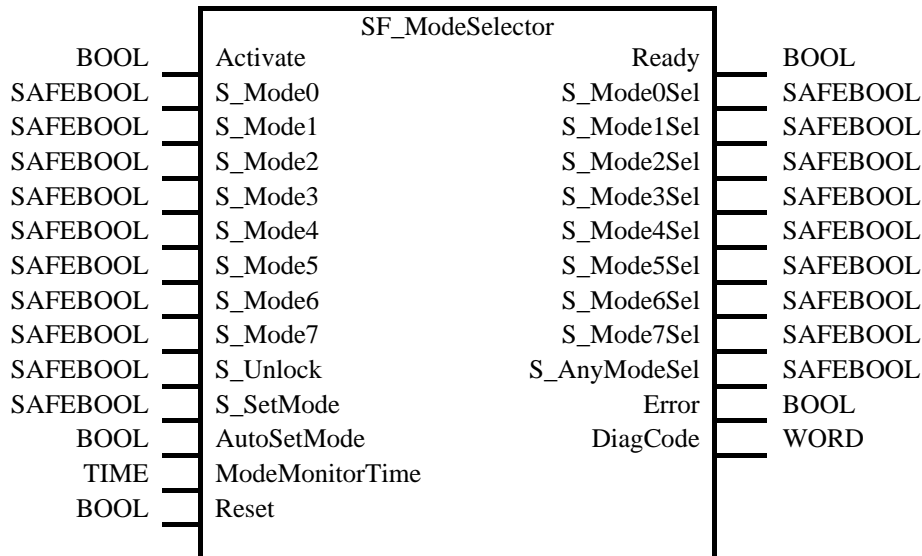 SF_ModeSelector
BOOL Activate Ready BOOL
SAFEBOOL S_Mode0 S_Mode0Sel SAFEBOOL
SAFEBOOL S_Mode1 S_Mode1Sel SAFEBOOL
SAFEBOOL S_Mode2 S_Mode2Sel SAFEBOOL
SAFEBOOL S_Mode3 S_Mode3Sel SAFEBOOL
SAFEBOOL S_Mode4 S_Mode4Sel SAFEBOOL
SAFEBOOL S_Mode5 S_Mode5Sel SAFEBOOL
SAFEBOOL S_Mode6 S_Mode6Sel SAFEBOOL
SAFEBOOL S_Mode7 S_Mode7Sel SAFEBOOL
SAFEBOOL S_Unlock S_AnyModeSel SAFEBOOL
SAFEBOOL S_SetMode Error BOOL
BOOL AutoSetMode DiagCode WORD
TIME ModeMonitorTime
BOOL Reset